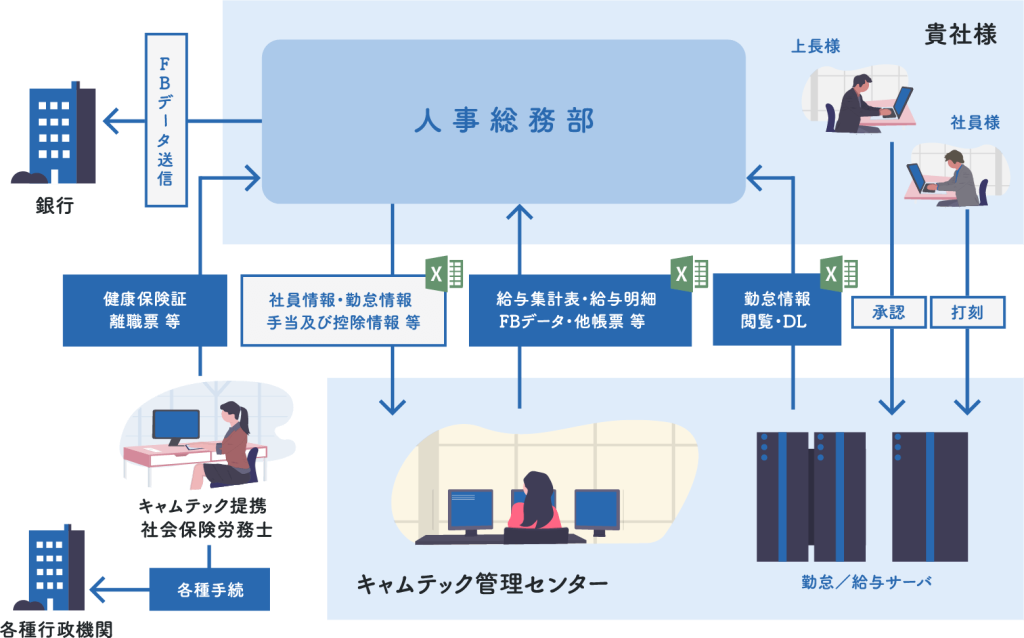 貴社様
上長様
社員様
人事総務部
FBデータ送信
銀行
健康保険証
離職票 等
社員情報・勤怠情報
手当及び控除情報 等
X
給与集計表・給与明細
FBデータ・他帳票 等
X
勤怠情報
閲覧・DL
X
承認
打刻
キャムテック提携
社会保険労務士
各種手続
各種行政機関
キャムテック管理センター
勤怠／給与サーバ